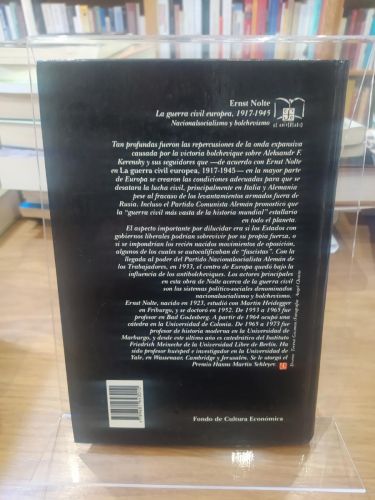 Ernst Nolte
La guerra civil europea, 1917-1945
Nacionalsocialismo y bolchevismo
Tan profundas fueron las repercusiones de la onda expansiva
causada por la victoria bolchevique sobre Aleksandr F.
Kerensky y sus seguidores que —de acuerdo con Ernst Nolte
en La guerra civil europea, 1917-1945— en la mayor parte
de Europa se crearon las condiciones adecuadas para que se
desatara la lucha civil, principalmente en Italia y Alemania
pese al fracaso de los levantamientos armados fuera de
Rusia. Incluso el Partido Comunista Alemán pronosticó que
la "guerra civil más vasta de la historia mundial" estallaría
en todo el planeta.
El aspecto importante por dilucidar era si los Estados con
gobiernos liberales podrían sobrevivir por su propia fuerza, o
si se impondrían los recién nacidos movimientos de oposición,
algunos de los cuales se autocalificaban de "fascistas". Con
la llegada al poder del Partido Nacionalsocialista Alemán de
los Trabajadores, en 1933, el centro de Europa quedó bajo la
influencia de los antibolcheviques. Los actores principales
en esta obra de Nolte acerca de la guerra civil
son los sistemas político-sociales denominados
nacionalsocialismo y bolchevismo.
Ernst Nolte, nacido en 1923, estudió con Martin Heidegger
en Friburgo, y se doctoró en 1952. De 1953 a 1965 fue
profesor en Bad Godesberg. A partir de 1964 ocupó una
cátedra en la Universidad de Colonia. De 1965 a 1973 fue
profesor de historia moderna en la Universidad de
Marburgo, y desde este último año es catedrático del Instituto
Friedrich Meinecke de la Universidad Libre de Berlín. Ha
sido profesor huésped e investigador en la Universidad de
Yale, en Wassenaar, Cambridge y Jerusalén. Se le otorgó el
Premio Hanns Martin Schleyer.
Fondo de Cultura Económica